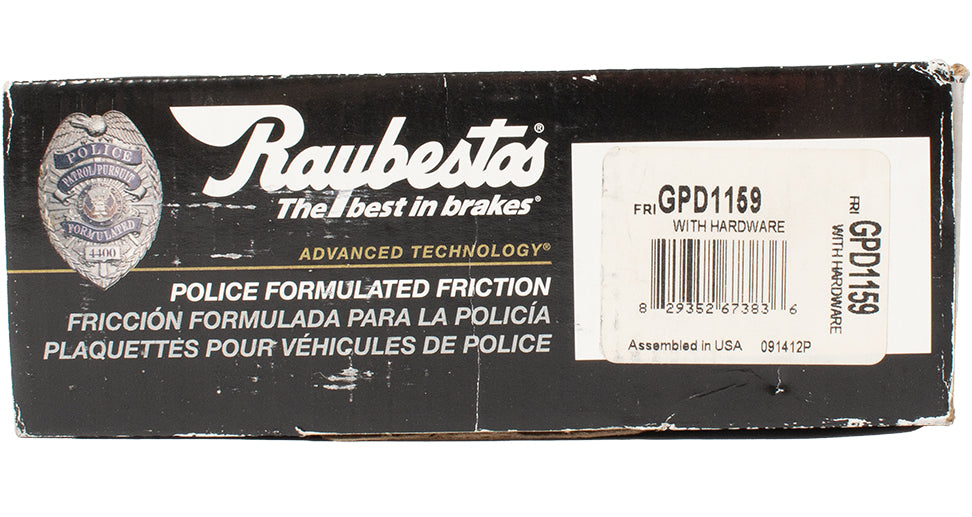 POLICE
PATROL/PURSUIT
FORMULATED
4400
Raybestos®
The best in brakes®
ADVANCED TECHNOLOGY®
POLICE FORMULATED FRICTION
FRICCIÓN FORMULADA PARA LA POLICÍA
PLAQUETTES POUR VÉHICULES DE POLICE
FRI GPD1159
WITH HARDWARE
8 29352 67383 6
Assembled in USA 091412P
FRI GPD1159
WITH HARDWARE